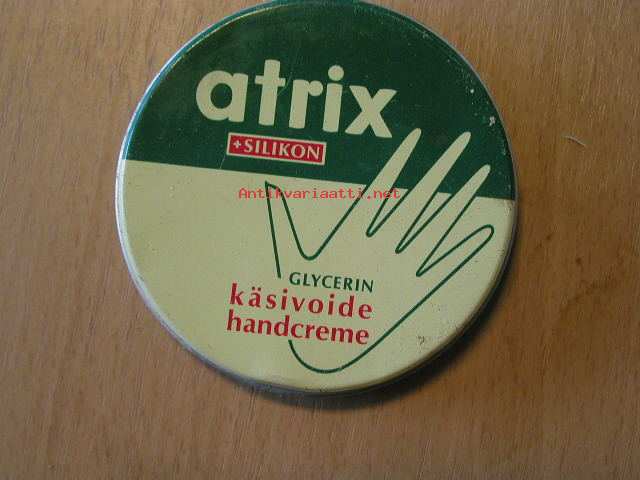 atrix
+SILIKON
Antikvariaatti.net
GLYCERIN
käsivoide
handcreme